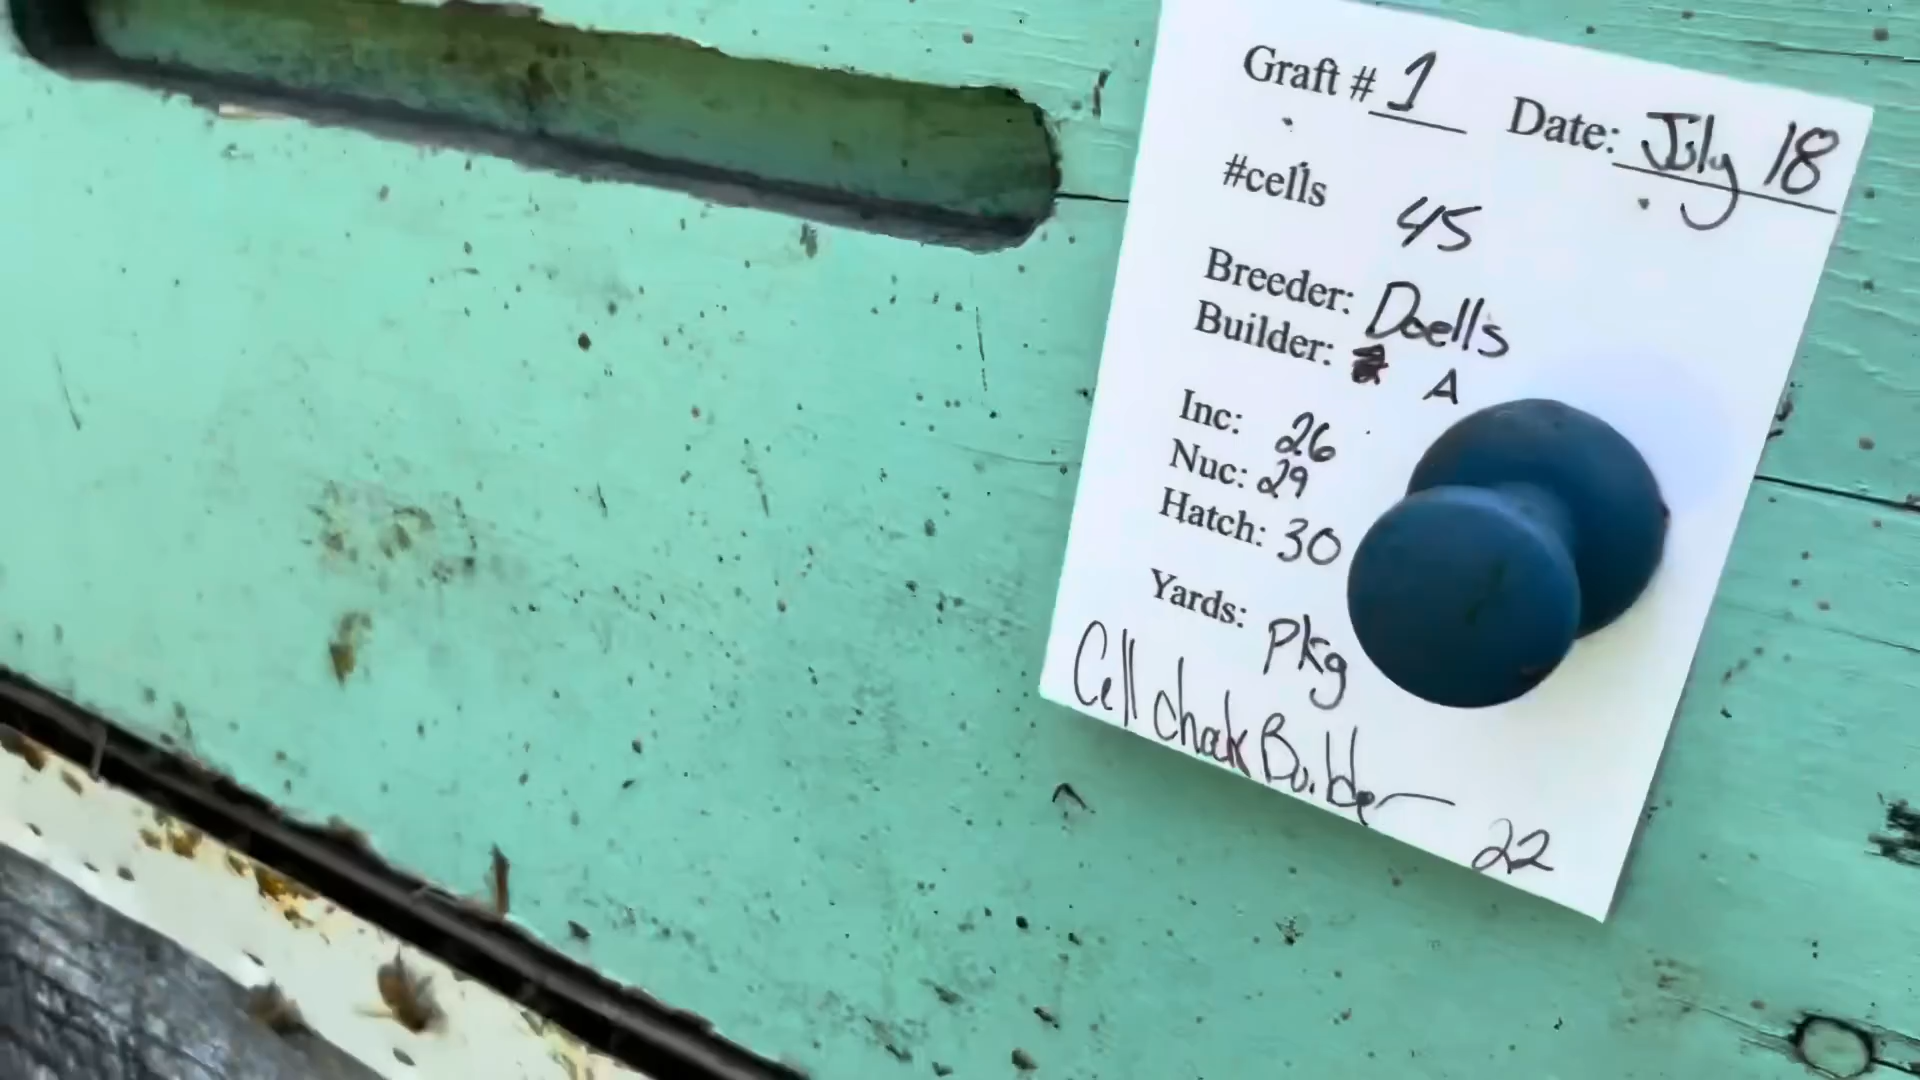 Graft # 1 Date: July 18
#cells 45
Breeder: Doells
Builder: A
Inc: 26
Nuc: 29
Hatch: 30
Yards: Pkg
Cell check Builder 22